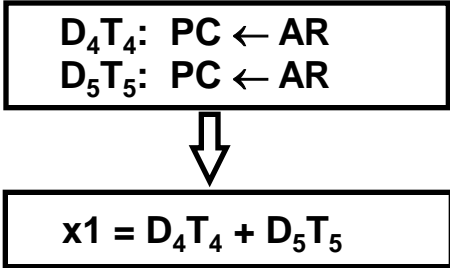 D₄T₄: PC ← AR
D₅T₅: PC ← AR
x1 = D₄T₄ + D₅T₅